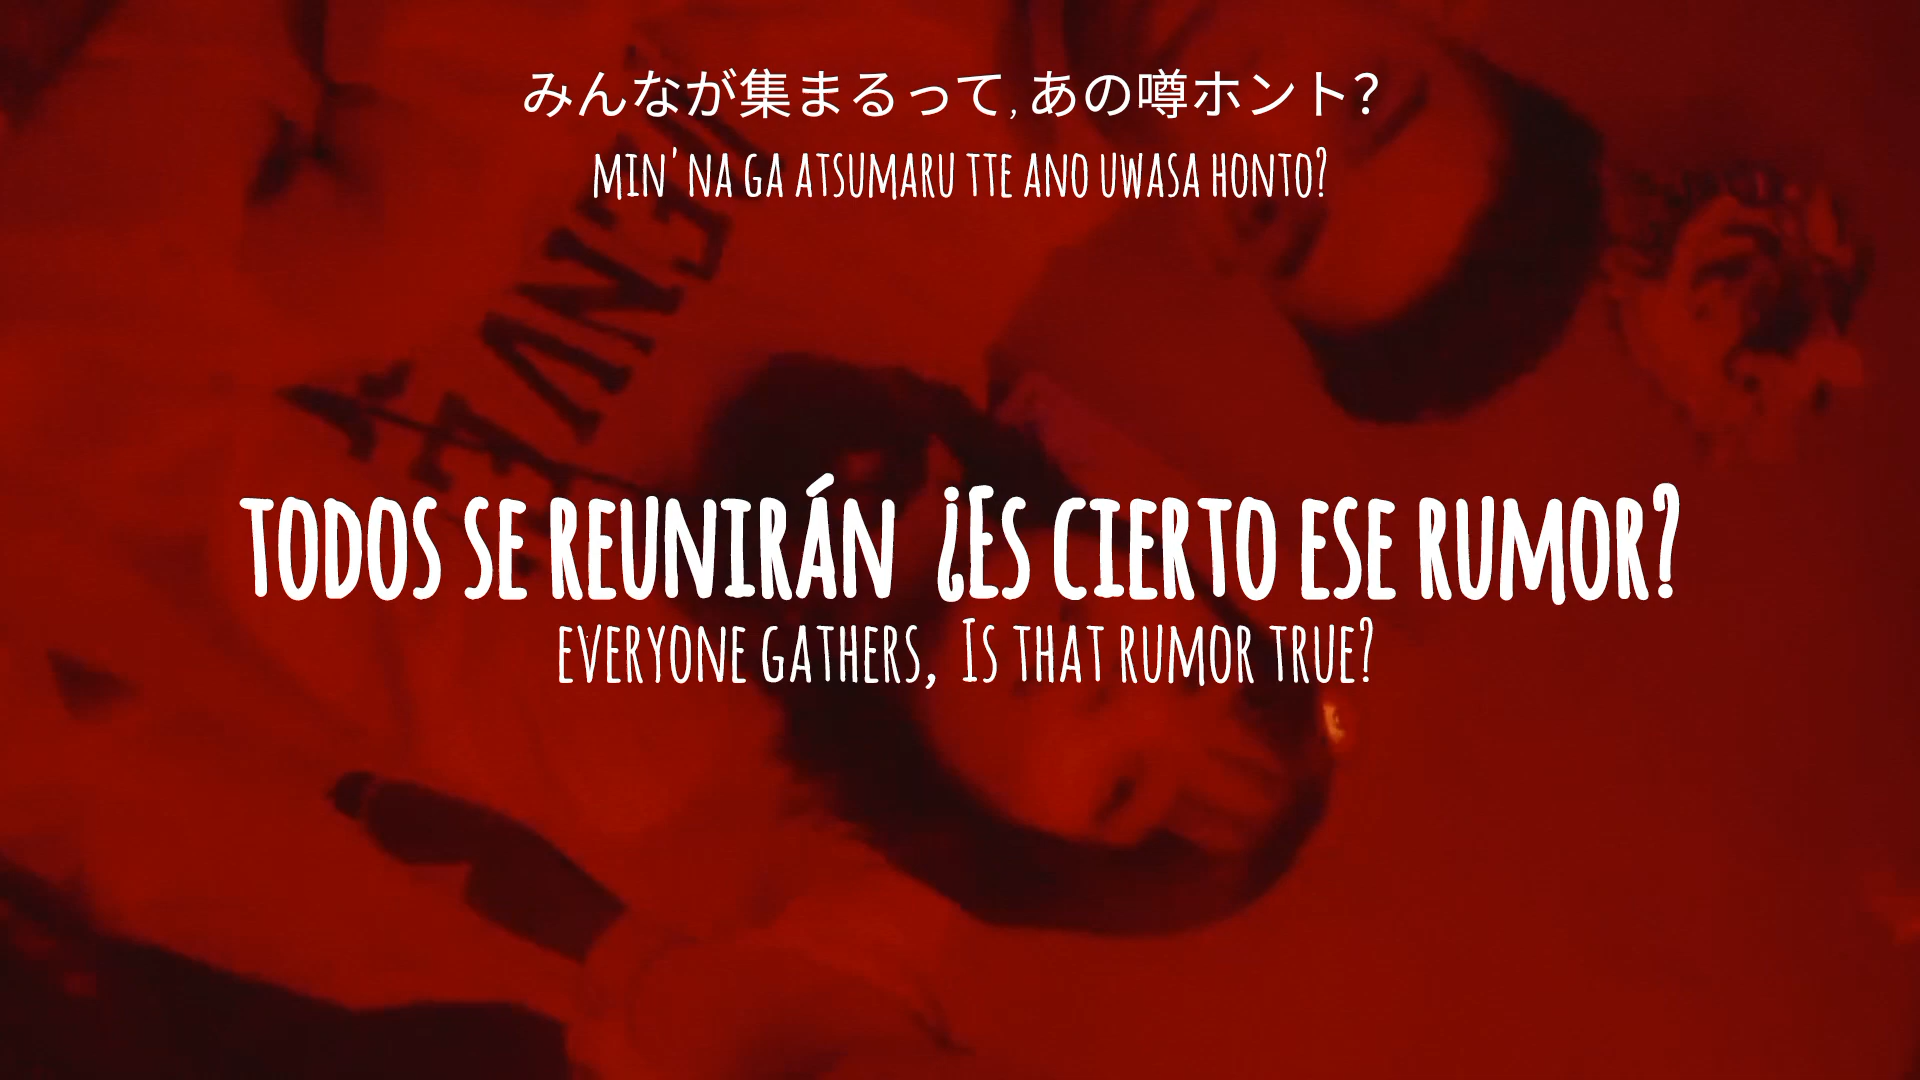 みんなが集まるって, あの噂ホント?
MIN'NA GA ATSUMARU TTE ANO UWASA HONTO?
TODOS SE REUNIRÁN ¿ES CIERTO ESE RUMOR?
EVERYONE GATHERS, IS THAT RUMOR TRUE?